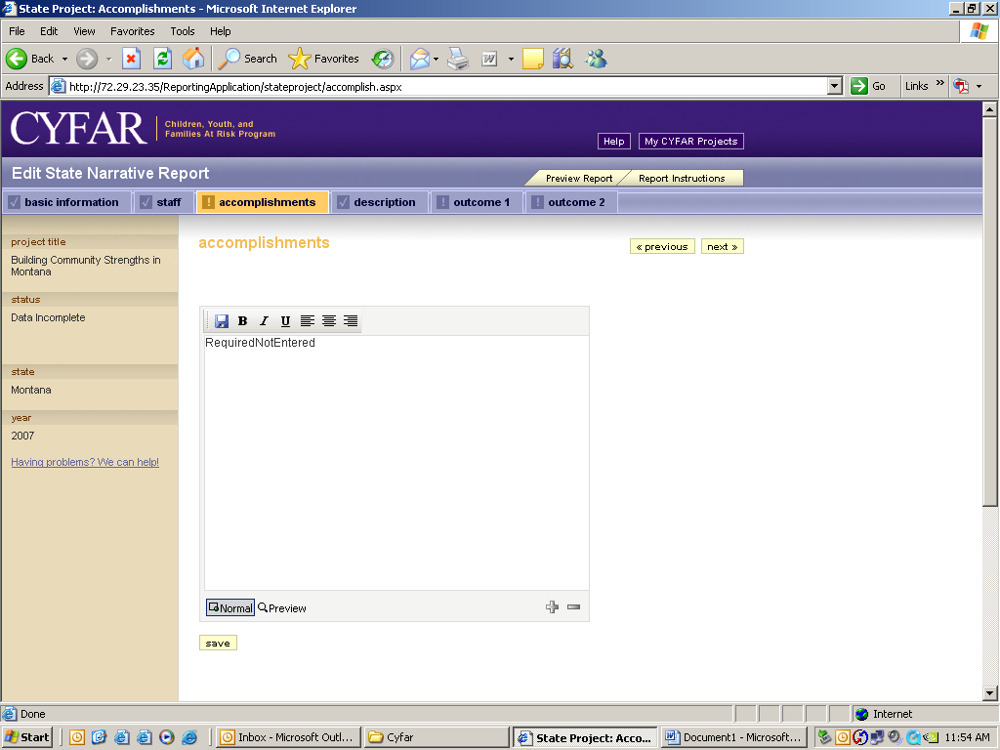 State Project: Accomplishments - Microsoft Internet Explorer
File Edit View Favorites Tools Help
Back Search Favorites W
Address http://72.29.23.35/ReportingApplication/stateproject/accomplish.aspx Go Links »
CYFAR Children, Youth, and
Families At Risk Program
Help My CYFAR Projects
Edit State Narrative Report
Preview Report Report Instructions
basic information staff ! accomplishments description ! outcome 1 ! outcome 2
project title
Building Community Strengths in
Montana
status
Data Incomplete
state
Montana
year
2007
Having problems? We can help!
accomplishments
« previous next »
B I U
RequiredNotEntered
Normal Preview
save
Done Internet
Start Inbox - Microsoft Outl... Cyfar State Project: Acco... Document1 - Microsoft... 11:54 AM